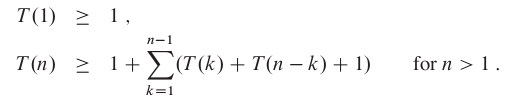 T(1) ≥ 1 ,
T(n) ≥ 1 + ∑_{k=1}^{n−1} (T(k) + T(n − k) + 1) for n > 1 .